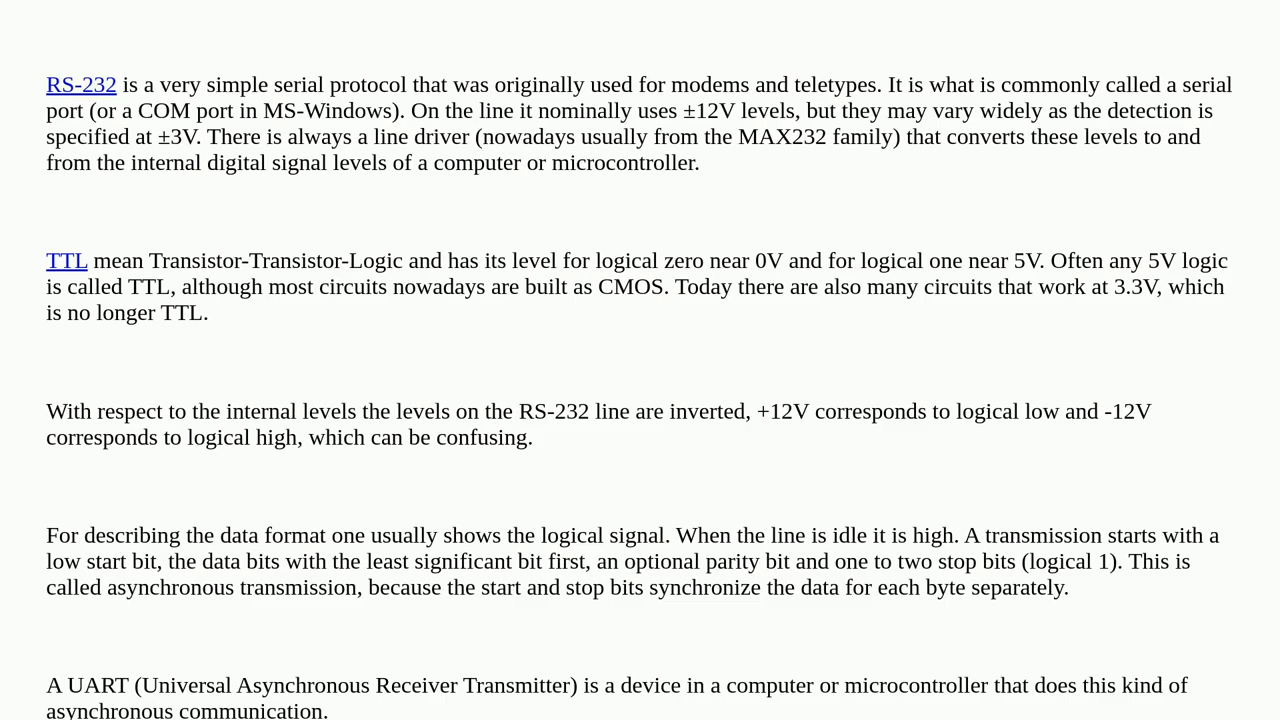 RS-232 is a very simple serial protocol that was originally used for modems and teletypes. It is what is commonly called a serial
port (or a COM port in MS-Windows). On the line it nominally uses ±12V levels, but they may vary widely as the detection is
specified at ±3V. There is always a line driver (nowadays usually from the MAX232 family) that converts these levels to and
from the internal digital signal levels of a computer or microcontroller.
TTL mean Transistor-Transistor-Logic and has its level for logical zero near 0V and for logical one near 5V. Often any 5V logic
is called TTL, although most circuits nowadays are built as CMOS. Today there are also many circuits that work at 3.3V, which
is no longer TTL.
With respect to the internal levels the levels on the RS-232 line are inverted, +12V corresponds to logical low and -12V
corresponds to logical high, which can be confusing.
For describing the data format one usually shows the logical signal. When the line is idle it is high. A transmission starts with a
low start bit, the data bits with the least significant bit first, an optional parity bit and one to two stop bits (logical 1). This is
called asynchronous transmission, because the start and stop bits synchronize the data for each byte separately.
A UART (Universal Asynchronous Receiver Transmitter) is a device in a computer or microcontroller that does this kind of
asynchronous communication.